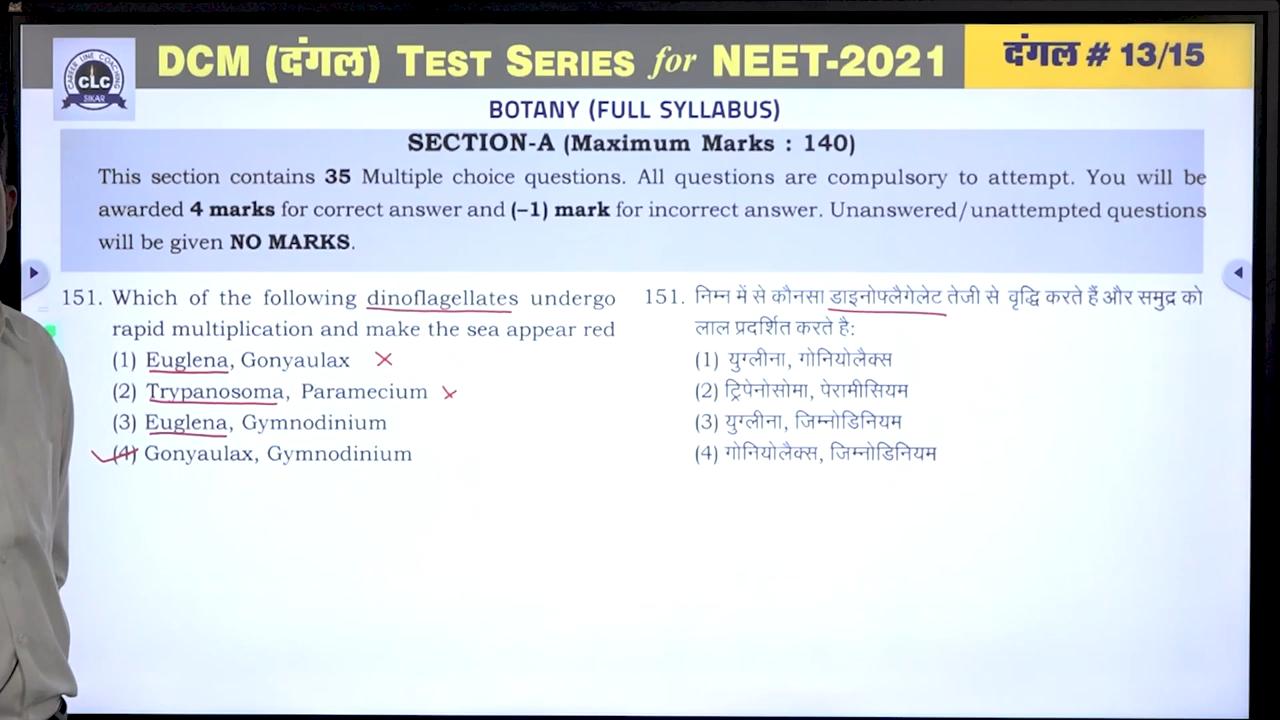 CAREER LINE COACHING
CLC
SIKAR
DCM (दंगल) TEST SERIES for NEET-2021
दंगल # 13/15
BOTANY (FULL SYLLABUS)
SECTION-A (Maximum Marks : 140)
This section contains 35 Multiple choice questions. All questions are compulsory to attempt. You will be
awarded 4 marks for correct answer and (–1) mark for incorrect answer. Unanswered/unattempted questions
will be given NO MARKS.
151. Which of the following dinoflagellates undergo
rapid multiplication and make the sea appear red
(1) Euglena, Gonyaulax
(2) Trypanosoma, Paramecium
(3) Euglena, Gymnodinium
(4) Gonyaulax, Gymnodinium
151. निम्न में से कौनसा डाइनोफ्लैगेलेट तेजी से वृद्धि करते हैं और समुद्र को
लाल प्रदर्शित करते है:
(1) युग्लीना, गोनियोलैक्स
(2) ट्रिपेनोसोमा, पेरामीसियम
(3) युग्लीना, जिम्नोडिनियम
(4) गोनियोलैक्स, जिम्नोडिनियम